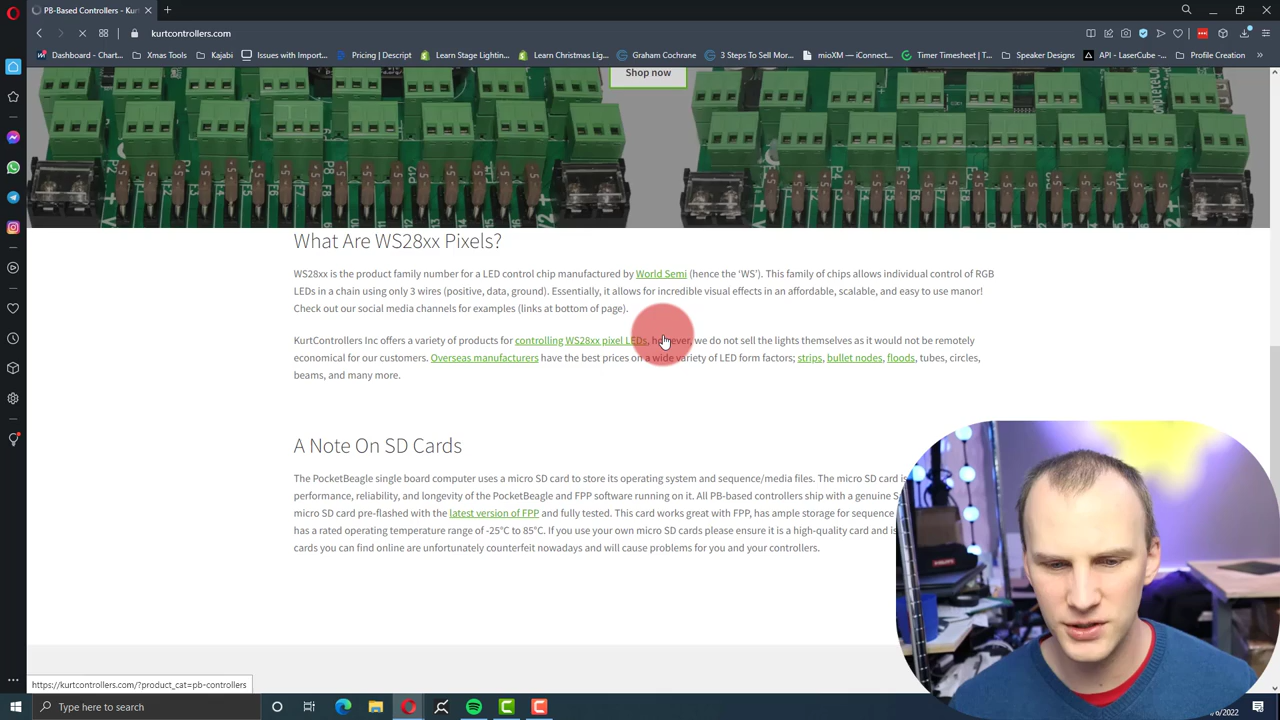 PB-Based Controllers - Kurt
kurtcontrollers.com
Dashboard - Chart...
Xmas Tools
Kajabi
Issues with Import...
Pricing | Descript
Learn Stage Lightin...
Learn Christmas Lig...
Graham Cochrane
3 Steps To Sell Mor...
mioXM — iConnect...
Timer Timesheet | T...
Speaker Designs
API - LaserCube - B...
Profile Creation
Shop now
What Are WS28xx Pixels?
WS28xx is the product family number for a LED control chip manufactured by World Semi (hence the ‘WS’). This family of chips allows individual control of RGB
LEDs in a chain using only 3 wires (positive, data, ground). Essentially, it allows for incredible visual effects in an affordable, scalable, and easy to use manor!
Check out our social media channels for examples (links at bottom of page).
KurtControllers Inc offers a variety of products for controlling WS28xx pixel LEDs, however, we do not sell the lights themselves as it would not be remotely
economical for our customers. Overseas manufacturers have the best prices on a wide variety of LED form factors; strips, bullet nodes, floods, tubes, circles,
beams, and many more.
A Note On SD Cards
The PocketBeagle single board computer uses a micro SD card to store its operating system and sequence/media files. The micro SD card is
performance, reliability, and longevity of the PocketBeagle and FPP software running on it. All PB-based controllers ship with a genuine S
micro SD card pre-flashed with the latest version of FPP and fully tested. This card works great with FPP, has ample storage for sequence
has a rated operating temperature range of -25°C to 85°C. If you use your own micro SD cards please ensure it is a high-quality card and is
cards you can find online are unfortunately counterfeit nowadays and will cause problems for you and your controllers.
https://kurtcontrollers.com/?product_cat=pb-controllers
Type here to search
/6/2022